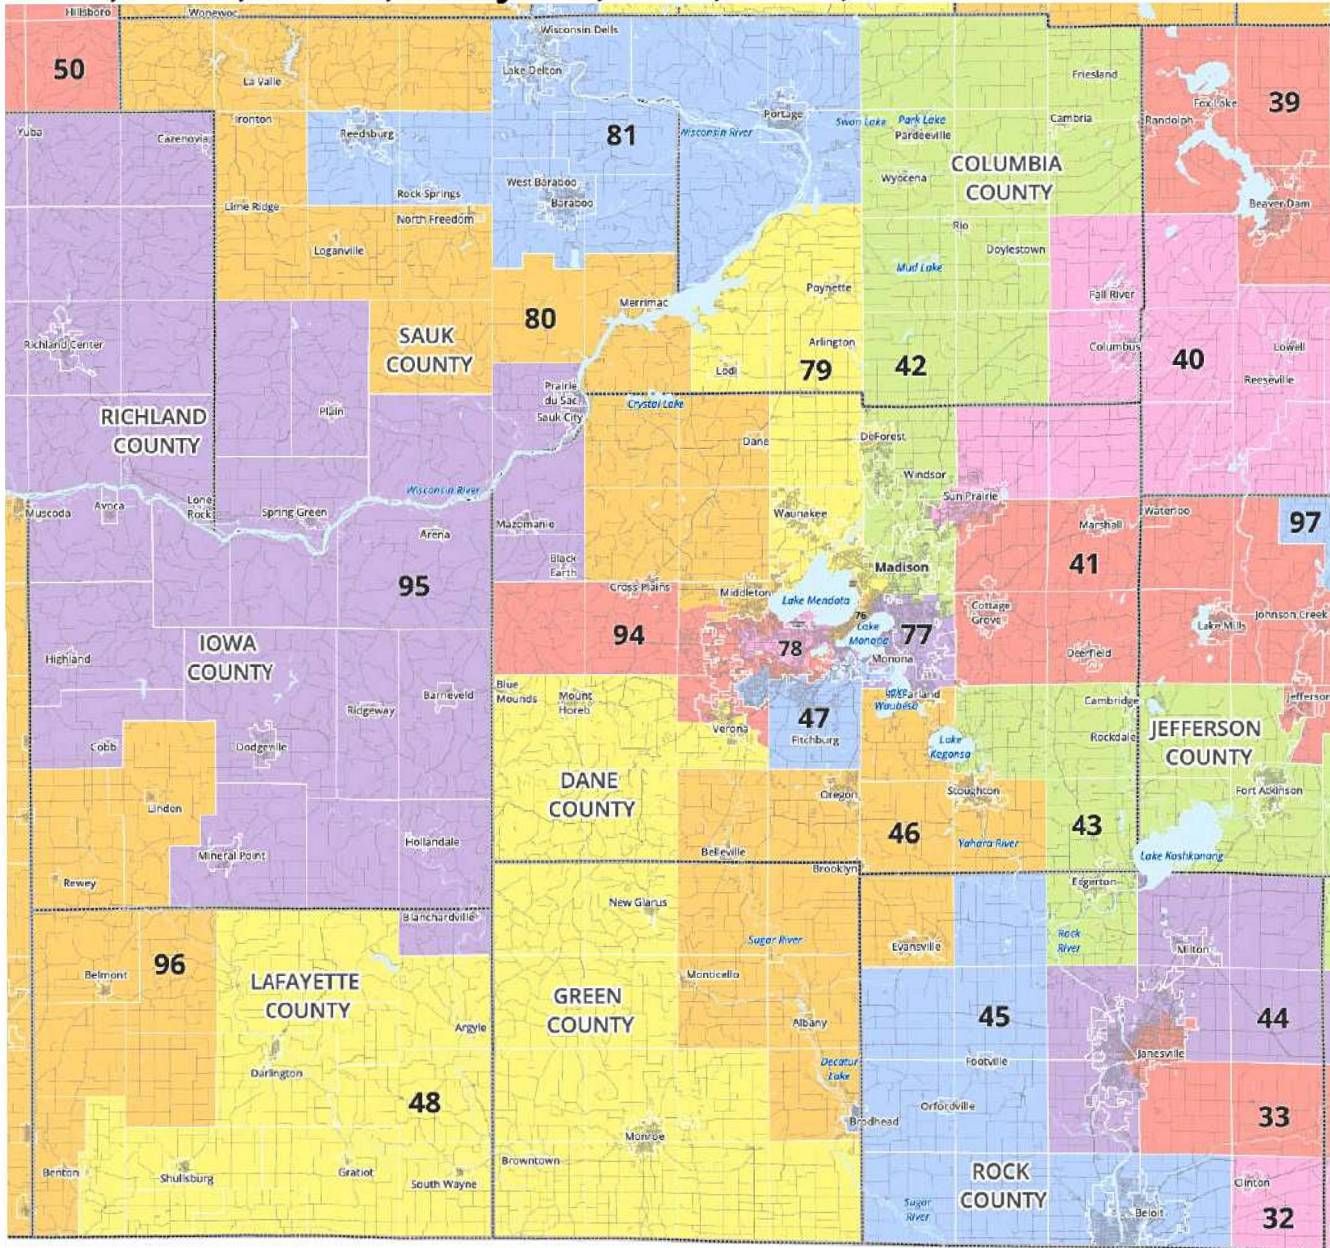 Hillsboro
Wonewoc
Wisconsin Dells
50
La Valle
Lake Delton
Friesland
Fox Lake
39
Yuba
Cazenovia
Ironton
Reedsburg
81
Wisconsin River
Portage
Swan Lake
Park Lake
Pardeeville
Cambria
Randolph
COLUMBIA
COUNTY
Wyocena
West Baraboo
Baraboo
Rock Springs
Beaver Dam
Lime Ridge
North Freedom
Rio
Loganville
Doylestown
Mud Lake
Poynette
Fall River
Merrimac
80
SAUK
COUNTY
Richland Center
Arlington
Columbus
40
Lowell
Lodi
79
42
Reeseville
Prairie
du Sac
Sauk City
Crystal Lake
Plain
RICHLAND
COUNTY
Dane
DeForest
Windsor
Wisconsin River
Sun Prairie
Muscoda
Avoca
Lone
Rock
Spring Green
Mazomanie
Waunakee
Marshall
Waterloo
97
Arena
Black
Earth
Madison
41
95
Cross Plains
Middleton
Lake Mendota
Cottage
Grove
Lake Mills
Johnson Creek
76
Lake
Monona
77
94
78
IOWA
COUNTY
Highland
Monona
Deerfield
Blue
Mounds
Mount
Horeb
Barneveld
Ridgeway
Lake
Waubesa
McFarland
Cambridge
Jefferson
Verona
47
Fitchburg
Lake
Kegonsa
Rockdale
JEFFERSON
COUNTY
Cobb
Dodgeville
DANE
COUNTY
Linden
Oregon
Stoughton
Fort Atkinson
46
43
Hollandale
Mineral Point
Belleville
Yahara River
Lake Koshkonong
Rewey
Brooklyn
Edgerton
Blanchardville
New Glarus
Sugar River
Evansville
Rock
River
Milton
96
Belmont
LAFAYETTE
COUNTY
Monticello
GREEN
COUNTY
Argyle
Albany
45
44
Janesville
Darlington
Decatur
Lake
Footville
48
Orfordville
33
Brodhead
Monroe
Browntown
Benton
Shullsburg
Gratiot
South Wayne
ROCK
COUNTY
Clinton
Sugar
River
Beloit
32